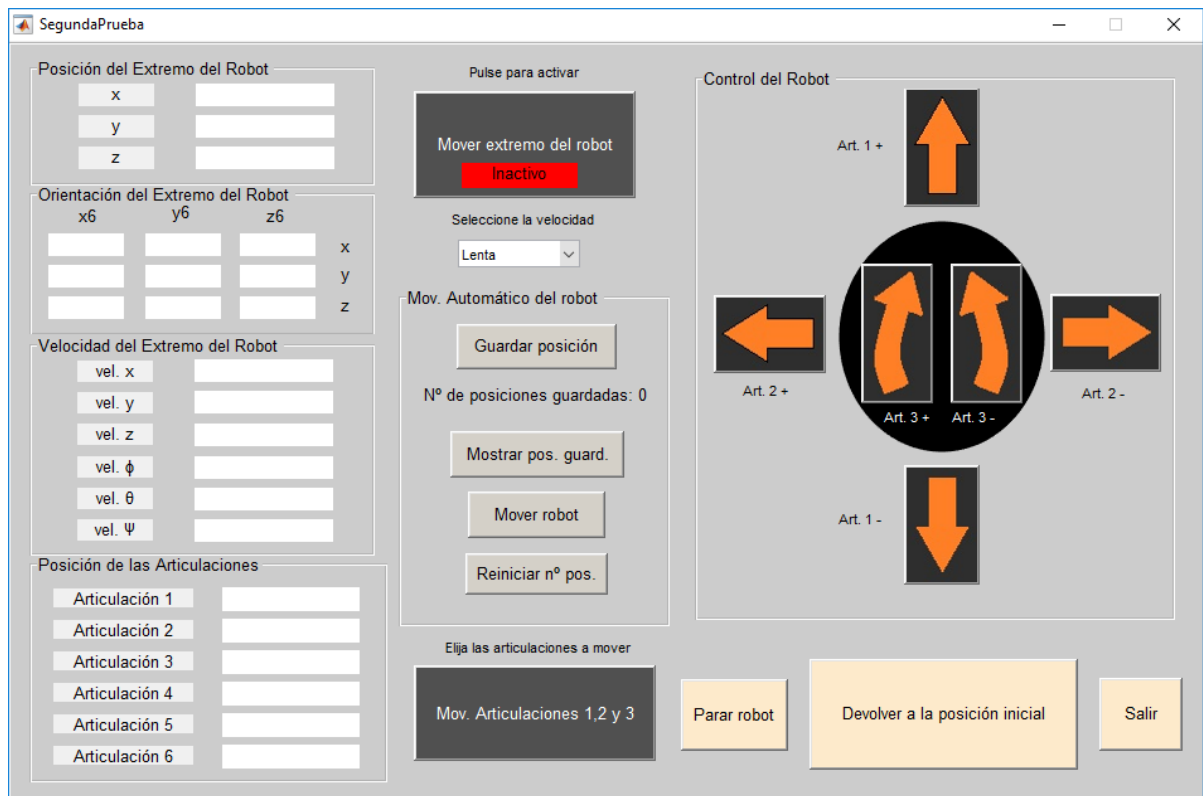 SegundaPrueba
Posición del Extremo del Robot
x
y
z
Orientación del Extremo del Robot
x6 y6 z6
x
y
z
Velocidad del Extremo del Robot
vel. x
vel. y
vel. z
vel. ϕ
vel. θ
vel. Ψ
Posición de las Articulaciones
Articulación 1
Articulación 2
Articulación 3
Articulación 4
Articulación 5
Articulación 6
Pulse para activar
Mover extremo del robot
Inactivo
Seleccione la velocidad
Lenta
Mov. Automático del robot
Guardar posición
Nº de posiciones guardadas: 0
Mostrar pos. guard.
Mover robot
Reiniciar nº pos.
Elija las articulaciones a mover
Mov. Articulaciones 1,2 y 3
Control del Robot
Art. 1 +
Art. 2 +
Art. 3 + Art. 3 -
Art. 2 -
Art. 1 -
Parar robot
Devolver a la posición inicial
Salir